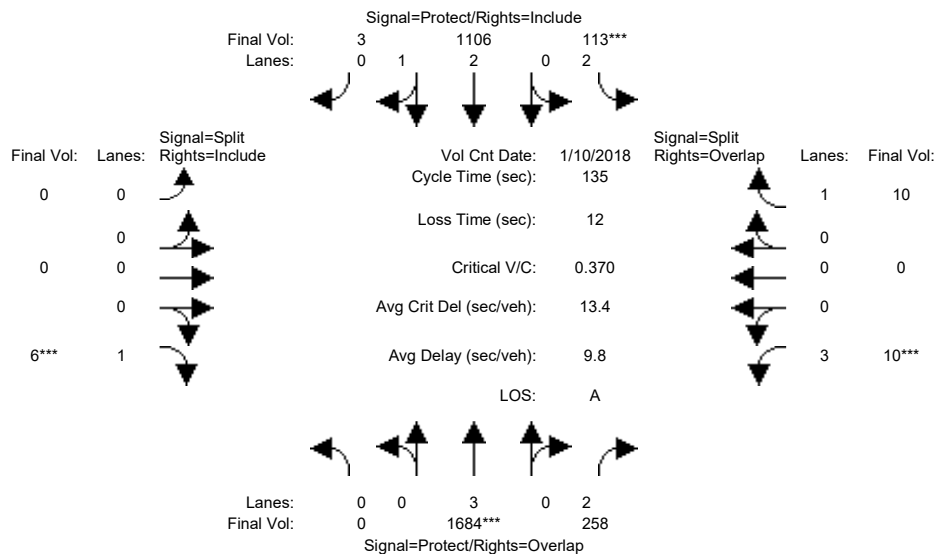 Signal=Protect/Rights=Include
Final Vol: 3 1106 113***
Lanes: 0 1 2 0 2
Signal=Split
Final Vol: Lanes: Rights=Include
Vol Cnt Date: 1/10/2018
Signal=Split
Rights=Overlap Lanes: Final Vol:
Cycle Time (sec): 135
0 0
1 10
Loss Time (sec): 12
0
0
0 0
Critical V/C: 0.370
0 0
0
Avg Crit Del (sec/veh): 13.4
0
6*** 1
Avg Delay (sec/veh): 9.8
3 10***
LOS: A
Lanes: 0 0 3 0 2
Final Vol: 0 1684*** 258
Signal=Protect/Rights=Overlap